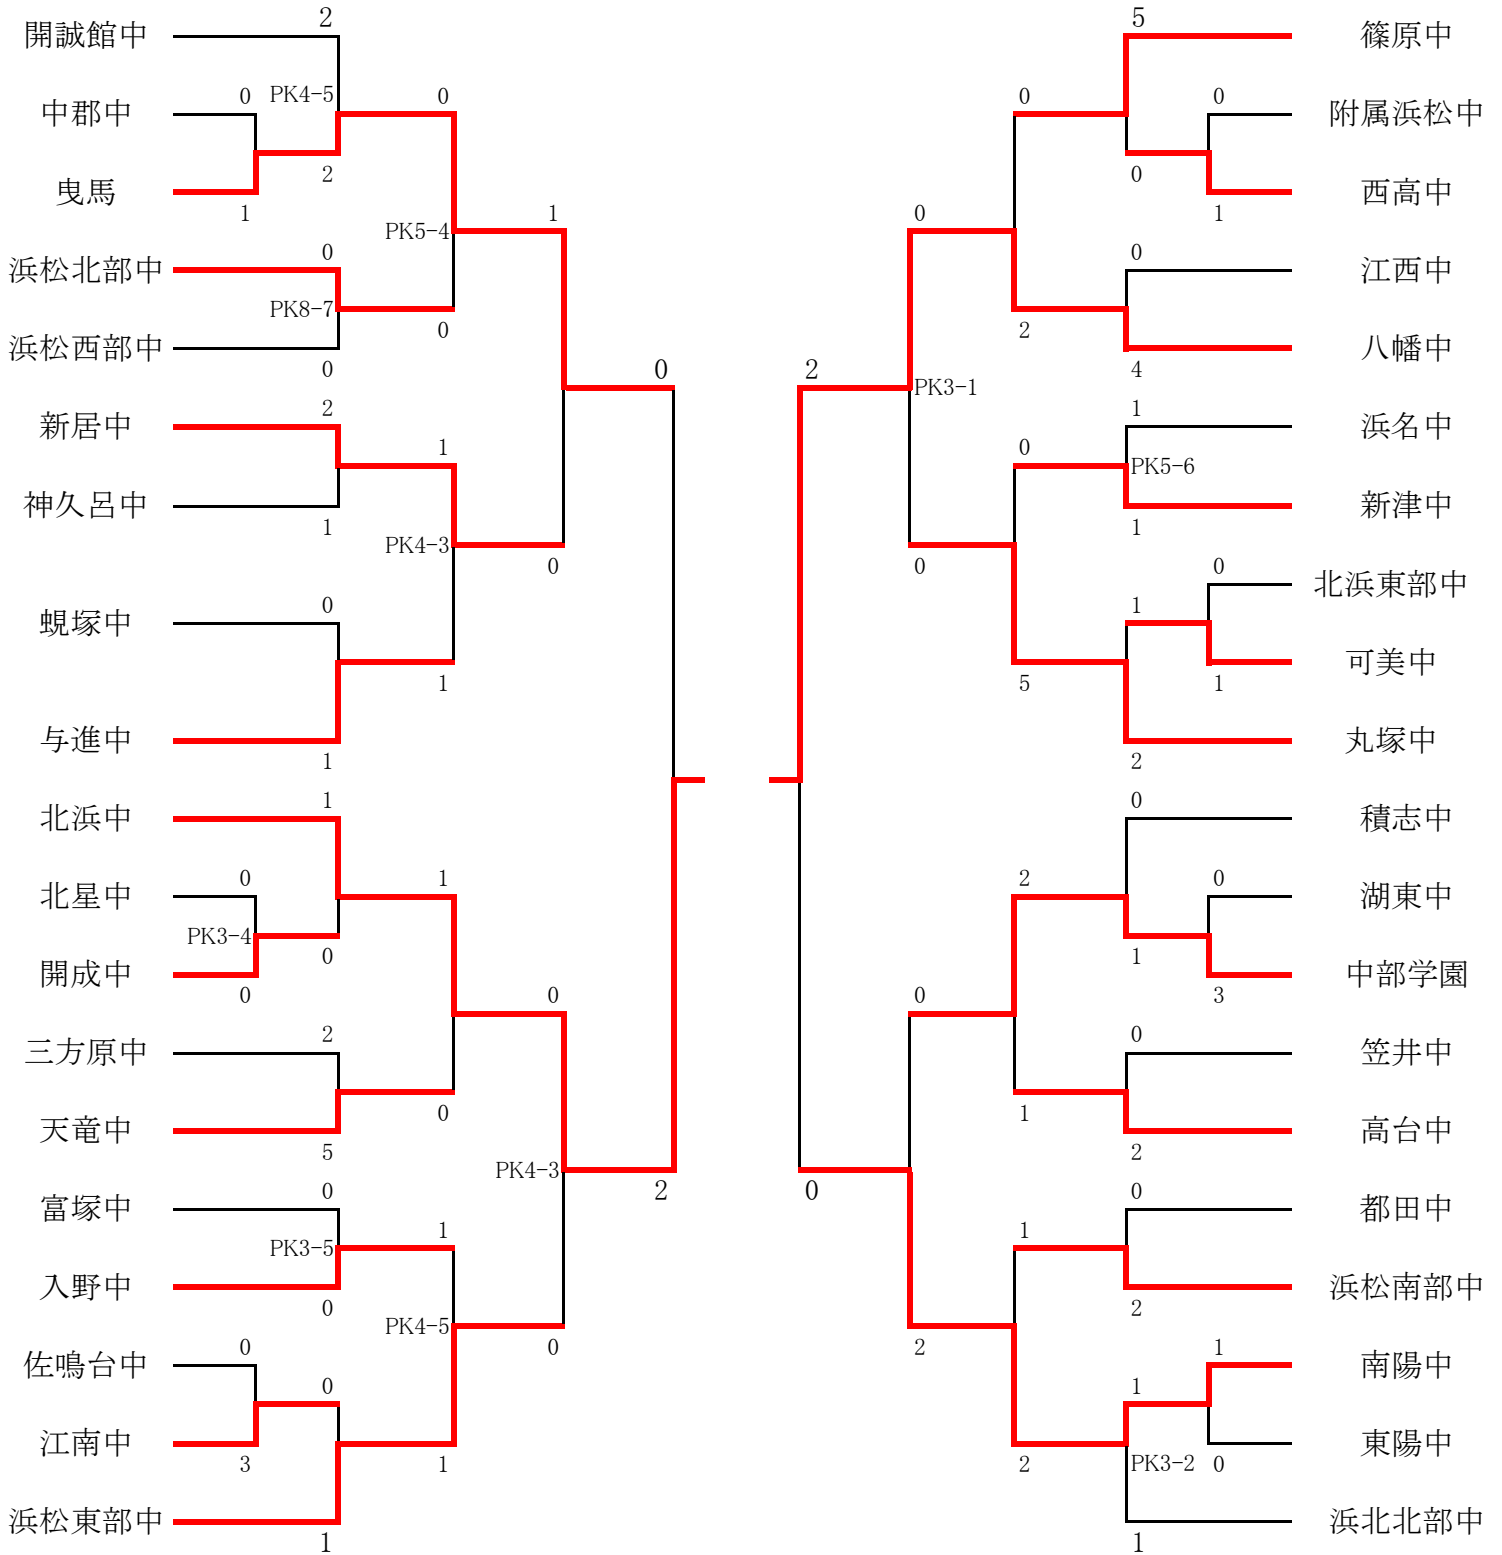 2
5
開誠館中
篠原中
0
PK4-5
0
0
0
中郡中
附属浜松中
2
0
曳馬
西高中
1
1
0
1
PK5-4
0
0
浜松北部中
江西中
PK8-7
0
2
浜松西部中
八幡中
0
0
2
4
2
PK3-1
1
新居中
浜名中
1
0
PK5-6
神久呂中
新津中
1
PK4-3
1
0
0
0
北浜東部中
0
1
蜆塚中
可美中
1
5
1
与進中
丸塚中
1
2
1
0
北浜中
積志中
0
1
2
0
北星中
湖東中
PK3-4
0
1
開成中
中部学園
0
0
0
3
2
0
三方原中
笠井中
0
1
天竜中
高台中
5
2
PK4-3
0
2
0
0
富塚中
都田中
1
1
PK3-5
入野中
浜松南部中
0
2
PK4-5
0
0
2
1
佐鳴台中
南陽中
0
1
江南中
東陽中
3
1
2
PK3-2
0
浜松東部中
浜北北部中
1
1